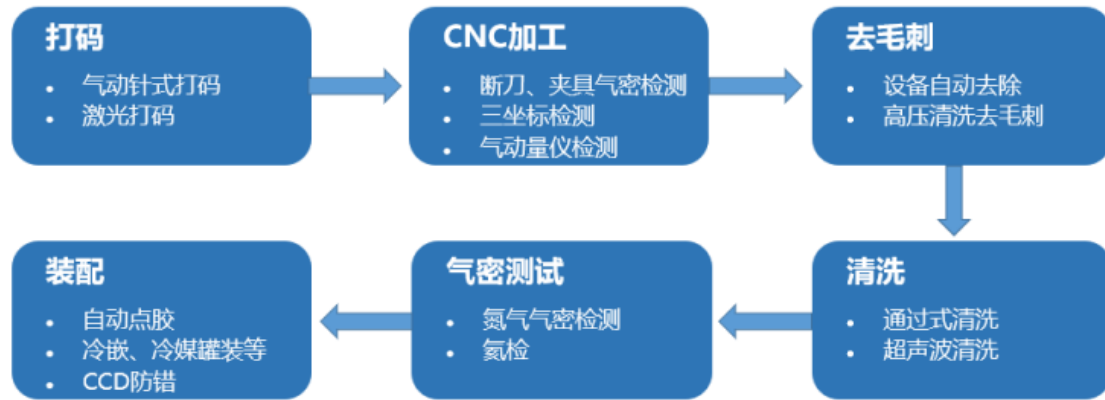 打码
• 气动针式打码
• 激光打码
CNC加工
• 断刀、夹具气密检测
• 三坐标检测
• 气动量仪检测
去毛刺
• 设备自动去除
• 高压清洗去毛刺
清洗
• 通过式清洗
• 超声波清洗
气密测试
• 氮气气密检测
• 氦检
装配
• 自动点胶
• 冷嵌、冷媒罐装等
• CCD防错